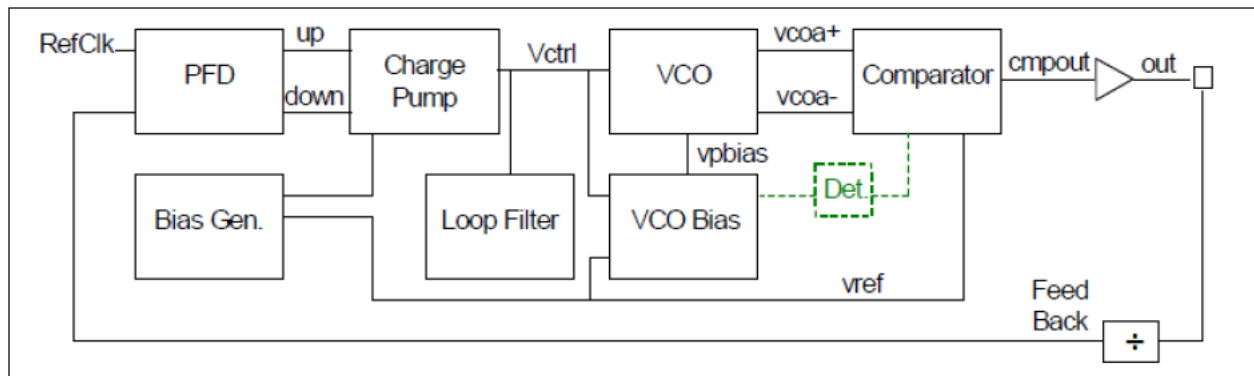 RefClk
PFD
up
down
Charge
Pump
Vctrl
VCO
vcoa+
vcoa-
Comparator
cmpout
out
vpbias
Bias Gen.
Loop Filter
VCO Bias
Det.
vref
Feed
Back
÷